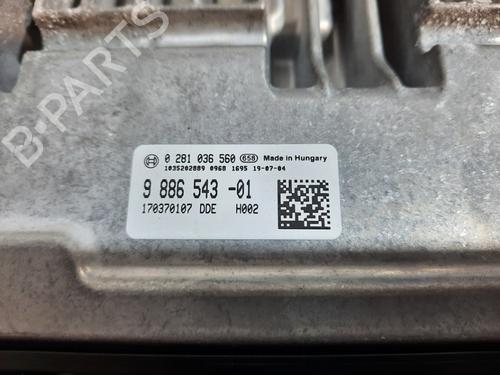 B-PARTS
0 281 036 560 658 Made in Hungary
1035202889 0968 1695 19-07-04
9 886 543 -01
170370107 DDE H002